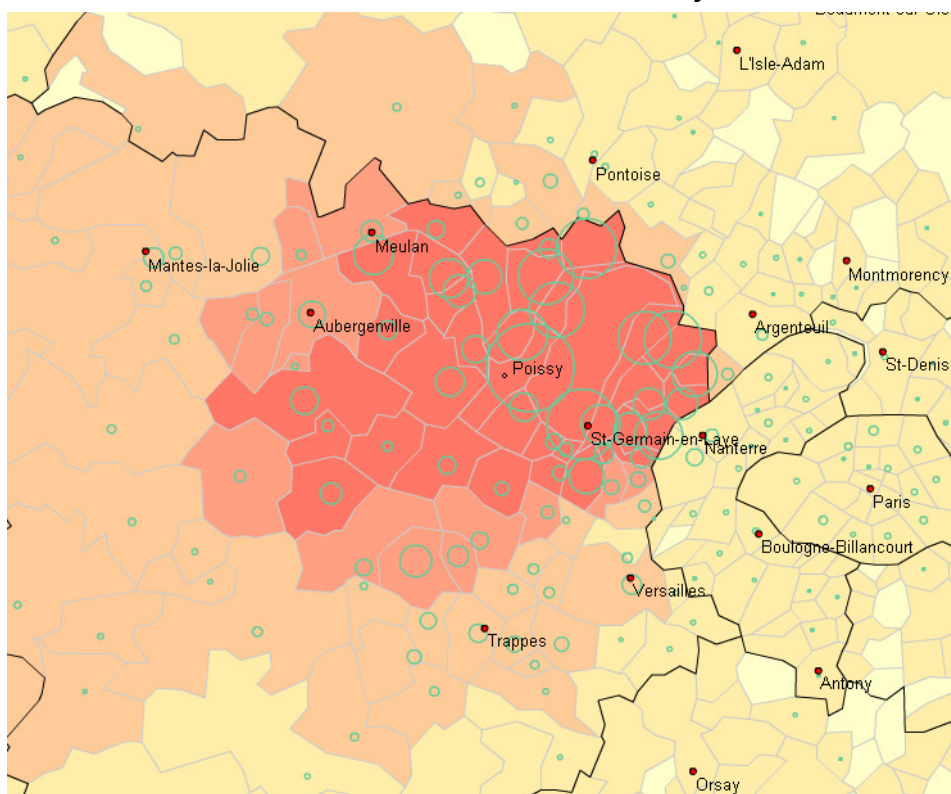 L'Isle-Adam
Pontoise
Meulan
Mantes-la-Jolie
Montmorency
Aubergenville
Argenteuil
St-Denis
Poissy
St-Germain-en-Laye
Nanterre
Paris
Boulogne-Billancourt
Versailles
Trappes
Antony
Orsay